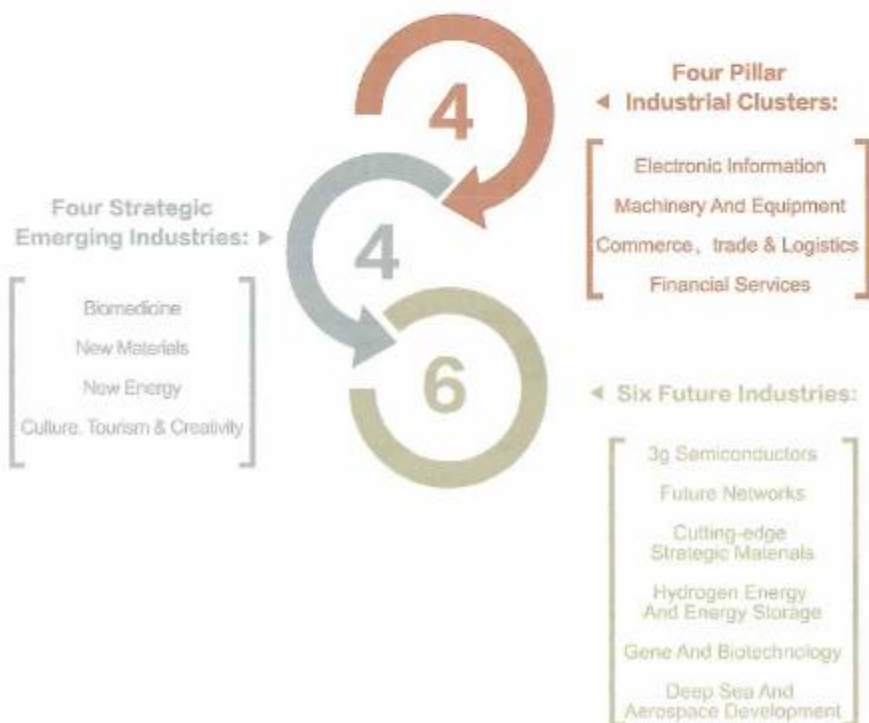 4
Four Pillar
Industrial Clusters:
Electronic Information
Machinery And Equipment
Commerce, trade & Logistics
Financial Services
Four Strategic
Emerging Industries:
4
Biomedicine
New Materials
New Energy
Culture, Tourism & Creativity
6
Six Future Industries:
3g Semiconductors
Future Networks
Cutting-edge
Strategic Materials
Hydrogen Energy
And Energy Storage
Gene And Biotechnology
Deep Sea And
Aerospace Development